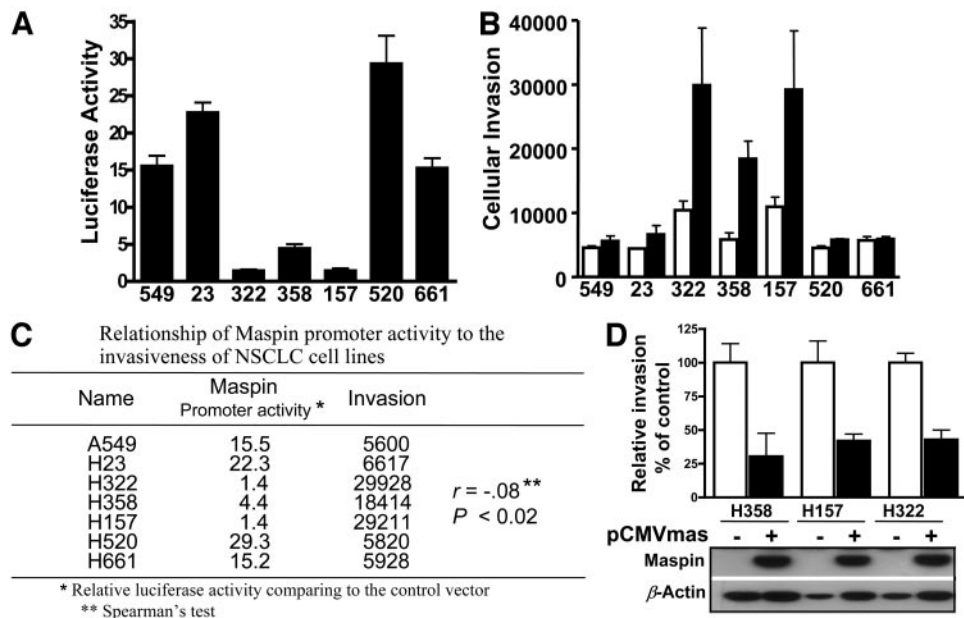 A
Luciferase Activity
35
30
25
20
15
10
5
0
549 23 322 358 157 520 661
B
Cellular Invasion
40000
30000
20000
10000
0
549 23 322 358 157 520 661
C
Relationship of Maspin promoter activity to the
invasiveness of NSCLC cell lines
Name Maspin Promoter activity * Invasion
A549 15.5 5600
H23 22.3 6617
H322 1.4 29928
H358 4.4 18414
H157 1.4 29211
H520 29.3 5820
H661 15.2 5928
r = -.08 **
P < 0.02
* Relative luciferase activity comparing to the control vector
** Spearman's test
D
Relative invasion
% of control
125
100
75
50
25
0
H358 H157 H322
pCMVmas - + - + - +
Maspin
β-Actin